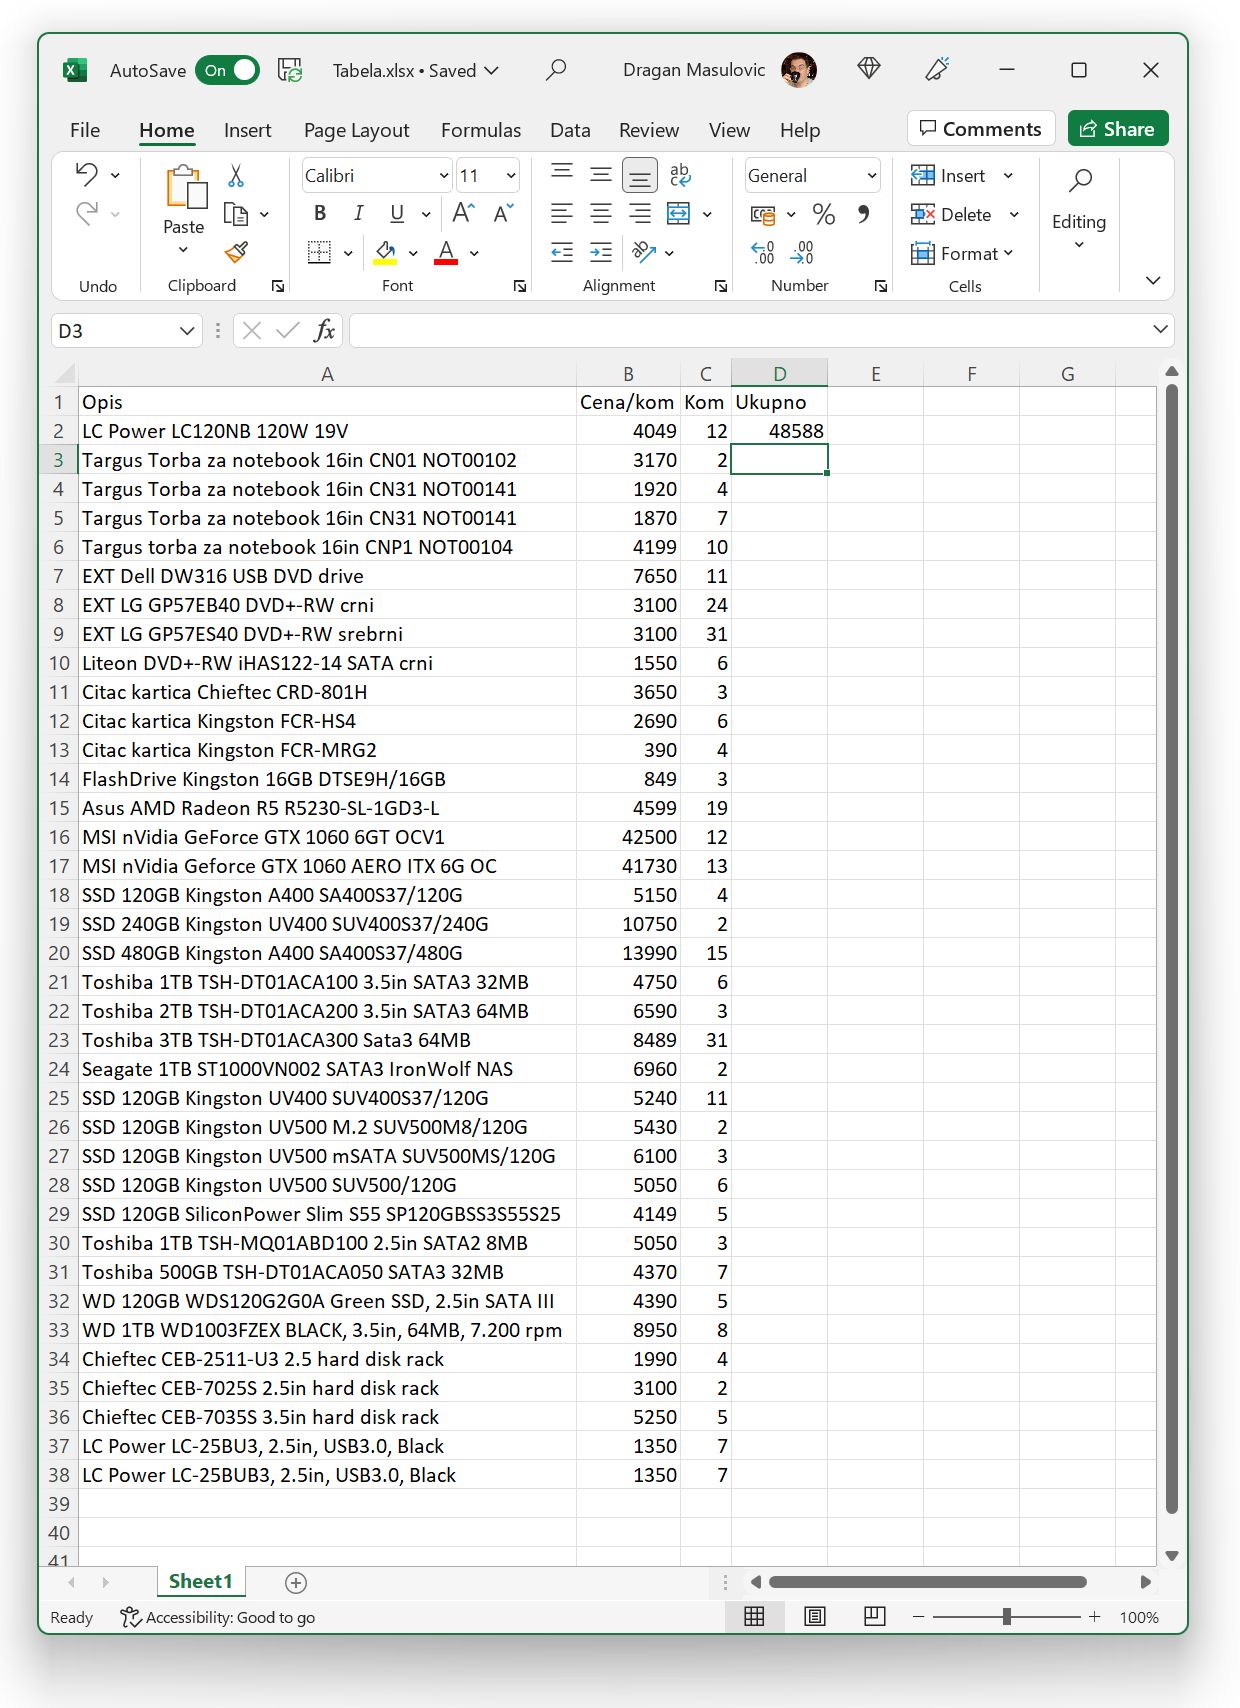 AutoSave On Tabela.xlsx • Saved Dragan Masulovic
File Home Insert Page Layout Formulas Data Review View Help Comments Share
Calibri 11 ab c General Insert
Paste B I U A A % , Delete Editing
A .00 .00 Format
Undo Clipboard Font Alignment Number Cells
D3 fx
A B C D E F G
1 Opis Cena/kom Kom Ukupno
2 LC Power LC120NB 120W 19V 4049 12 48588
3 Targus Torba za notebook 16in CN01 NOT00102 3170 2
4 Targus Torba za notebook 16in CN31 NOT00141 1920 4
5 Targus Torba za notebook 16in CN31 NOT00141 1870 7
6 Targus torba za notebook 16in CNP1 NOT00104 4199 10
7 EXT Dell DW316 USB DVD drive 7650 11
8 EXT LG GP57EB40 DVD+-RW crni 3100 24
9 EXT LG GP57ES40 DVD+-RW srebrni 3100 31
10 Liteon DVD+-RW iHAS122-14 SATA crni 1550 6
11 Citac kartica Chieftec CRD-801H 3650 3
12 Citac kartica Kingston FCR-HS4 2690 6
13 Citac kartica Kingston FCR-MRG2 390 4
14 FlashDrive Kingston 16GB DTSE9H/16GB 849 3
15 Asus AMD Radeon R5 R5230-SL-1GD3-L 4599 19
16 MSI nVidia GeForce GTX 1060 6GT OCV1 42500 12
17 MSI nVidia Geforce GTX 1060 AERO ITX 6G OC 41730 13
18 SSD 120GB Kingston A400 SA400S37/120G 5150 4
19 SSD 240GB Kingston UV400 SUV400S37/240G 10750 2
20 SSD 480GB Kingston A400 SA400S37/480G 13990 15
21 Toshiba 1TB TSH-DT01ACA100 3.5in SATA3 32MB 4750 6
22 Toshiba 2TB TSH-DT01ACA200 3.5in SATA3 64MB 6590 3
23 Toshiba 3TB TSH-DT01ACA300 Sata3 64MB 8489 31
24 Seagate 1TB ST1000VN002 SATA3 IronWolf NAS 6960 2
25 SSD 120GB Kingston UV400 SUV400S37/120G 5240 11
26 SSD 120GB Kingston UV500 M.2 SUV500M8/120G 5430 2
27 SSD 120GB Kingston UV500 mSATA SUV500MS/120G 6100 3
28 SSD 120GB Kingston UV500 SUV500/120G 5050 6
29 SSD 120GB SiliconPower Slim S55 SP120GBSS3S55S25 4149 5
30 Toshiba 1TB TSH-MQ01ABD100 2.5in SATA2 8MB 5050 3
31 Toshiba 500GB TSH-DT01ACA050 SATA3 32MB 4370 7
32 WD 120GB WDS120G2G0A Green SSD, 2.5in SATA III 4390 5
33 WD 1TB WD1003FZEX BLACK, 3.5in, 64MB, 7.200 rpm 8950 8
34 Chieftec CEB-2511-U3 2.5 hard disk rack 1990 4
35 Chieftec CEB-7025S 2.5in hard disk rack 3100 2
36 Chieftec CEB-7035S 3.5in hard disk rack 5250 5
37 LC Power LC-25BU3, 2.5in, USB3.0, Black 1350 7
38 LC Power LC-25BUB3, 2.5in, USB3.0, Black 1350 7
39
40
41
Sheet1
Ready Accessibility: Good to go 100%